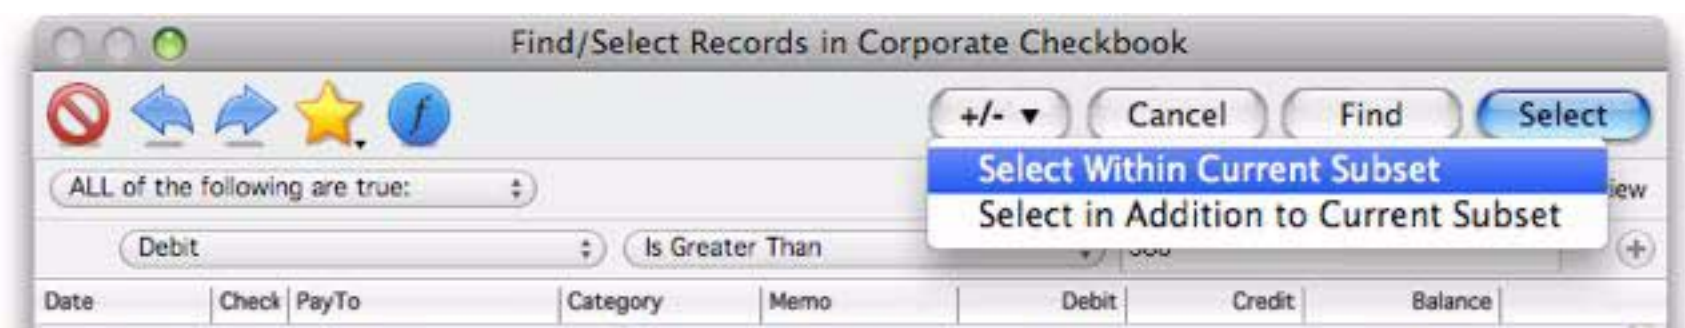 Find/Select Records in Corporate Checkbook
+/- ▼ Cancel Find Select
Select Within Current Subset
ALL of the following are true:
Select in Addition to Current Subset
Debit Is Greater Than
Date Check PayTo Category Memo Debit Credit Balance